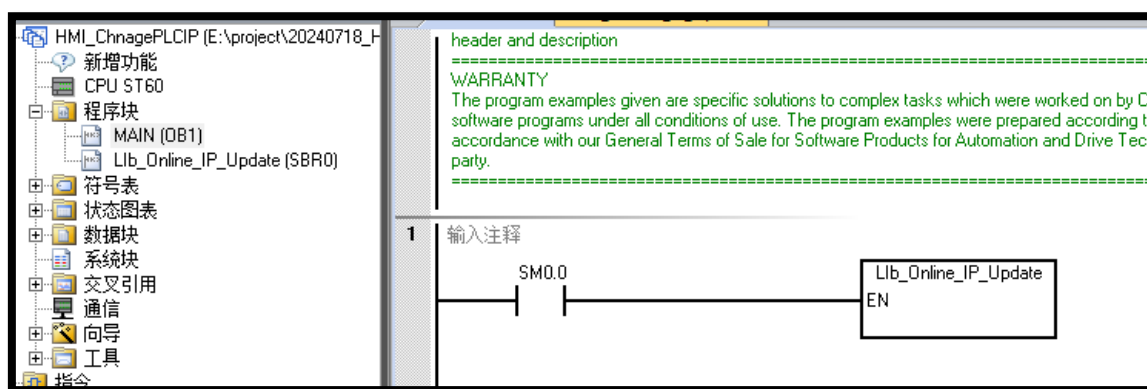 HMI_ChnagePLCIP (E:\project\20240718_H
新增功能
CPU ST60
程序块
MAIN (OB1)
LIb_Online_IP_Update (SBR0)
符号表
状态图表
数据块
系统块
交叉引用
通信
向导
工具
指令
header and description
WARRANTY
The program examples given are specific solutions to complex tasks which were worked on by C
software programs under all conditions of use. The program examples were prepared according t
accordance with our General Terms of Sale for Software Products for Automation and Drive Tec
party.
1 输入注释
SM0.0
LIb_Online_IP_Update
EN